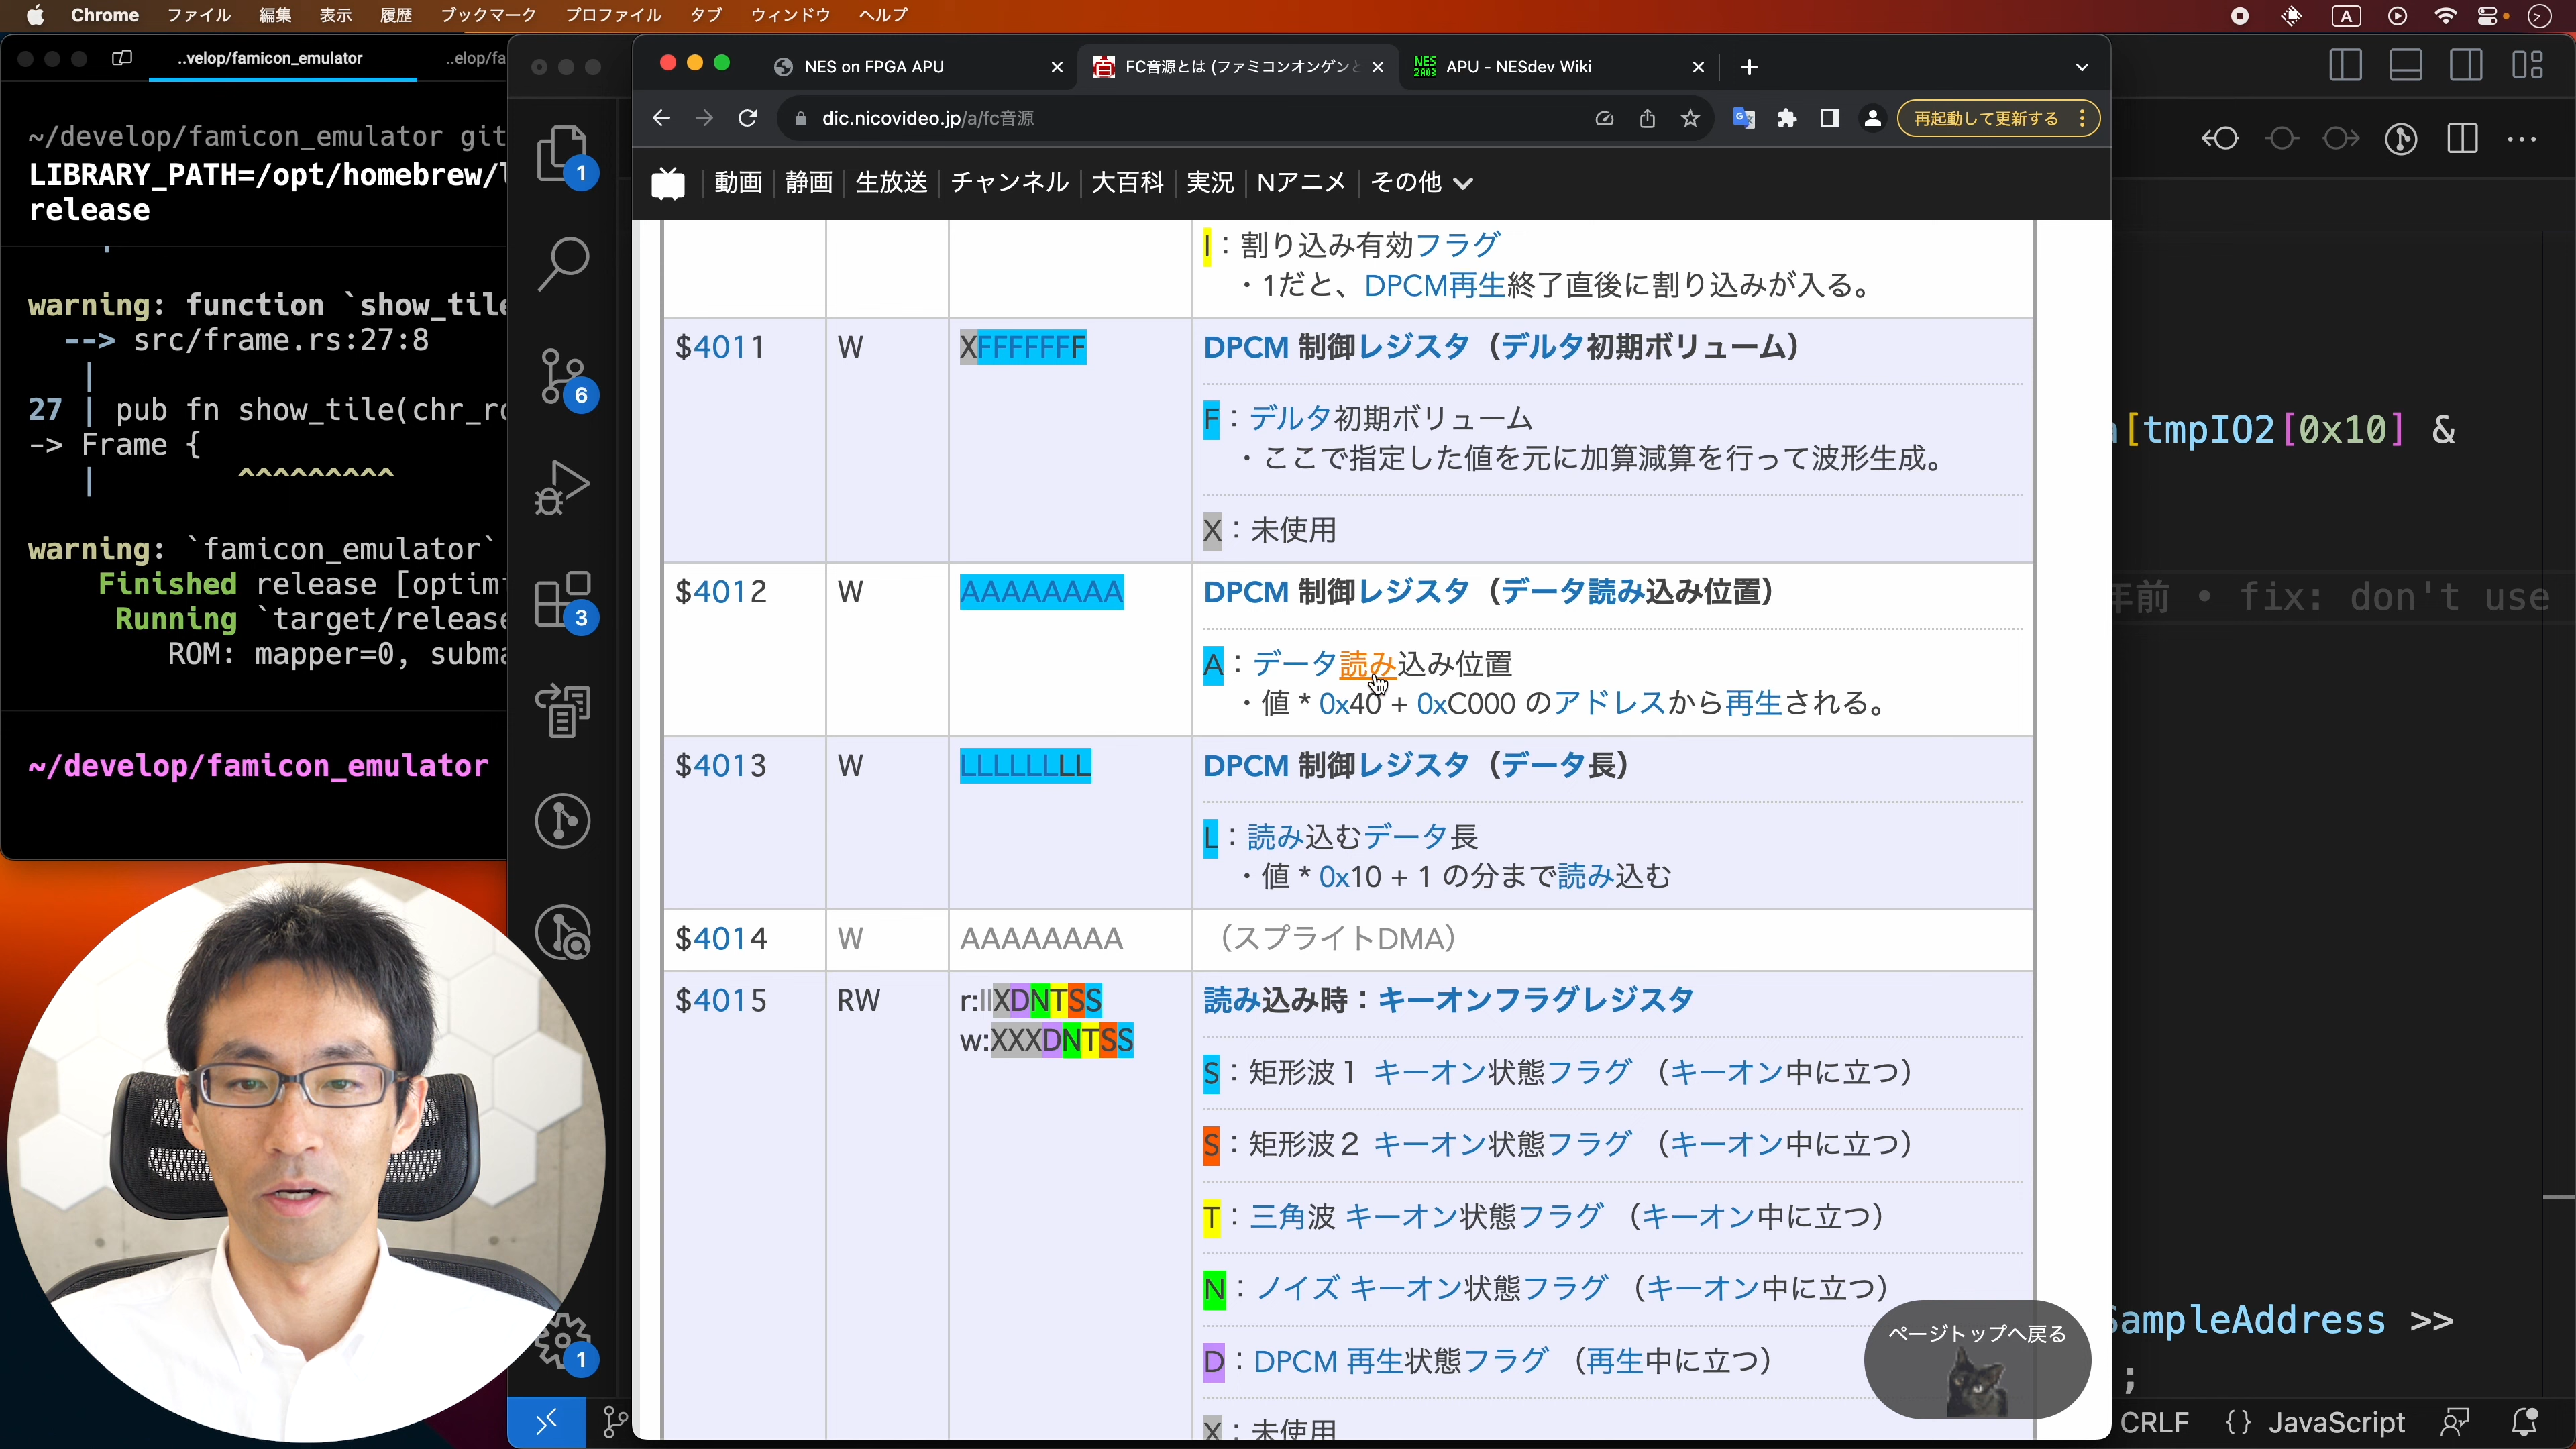 Chrome ファイル 編集 表示 履歴 ブックマーク プロファイル タブ ウィンドウ ヘルプ
A
..velop/famicon_emulator
..elop/fa
~/develop/famicon_emulator git
LIBRARY_PATH=/opt/homebrew/l
release
warning: function `show_tile
--> src/frame.rs:27:8
|
27 | pub fn show_tile(chr_ro
-> Frame {
| ^^^^^^^^^
warning: `famicon_emulator`
Finished release [optimi
Running `target/release
ROM: mapper=0, subma
~/develop/famicon_emulator
1
6
3
1
NES on FPGA APU
FC音源とは (ファミコンオンゲンと
NES 2A03
APU - NESdev Wiki
dic.nicovideo.jp/a/fc音源
再起動して更新する
動画 静画 生放送 チャンネル 大百科 実況 Nアニメ その他
I：割り込み有効フラグ
・1だと、DPCM再生終了直後に割り込みが入る。
$4011 W XFFFFFFF DPCM 制御レジスタ（デルタ初期ボリューム）
F：デルタ初期ボリューム
・ここで指定した値を元に加算減算を行って波形生成。
X：未使用
$4012 W AAAAAAAA DPCM 制御レジスタ（データ読み込み位置）
A：データ読み込み位置
・値 * 0x40 + 0xC000 のアドレスから再生される。
$4013 W LLLLLLLL DPCM 制御レジスタ（データ長）
L：読み込むデータ長
・値 * 0x10 + 1 の分まで読み込む
$4014 W AAAAAAAA （スプライトDMA）
$4015 RW r:IIXDNTSS 読み込み時：キーオンフラグレジスタ
w:XXXDNTSS
S：矩形波１ キーオン状態フラグ （キーオン中に立つ）
S：矩形波２ キーオン状態フラグ （キーオン中に立つ）
T：三角波 キーオン状態フラグ （キーオン中に立つ）
N：ノイズ キーオン状態フラグ （キーオン中に立つ）
D：DPCM 再生状態フラグ （再生中に立つ）
X：未使用
ページトップへ戻る
[tmpIO2[0x10] &
年前 • fix: don't use
SampleAddress >>
;
CRLF {} JavaScript